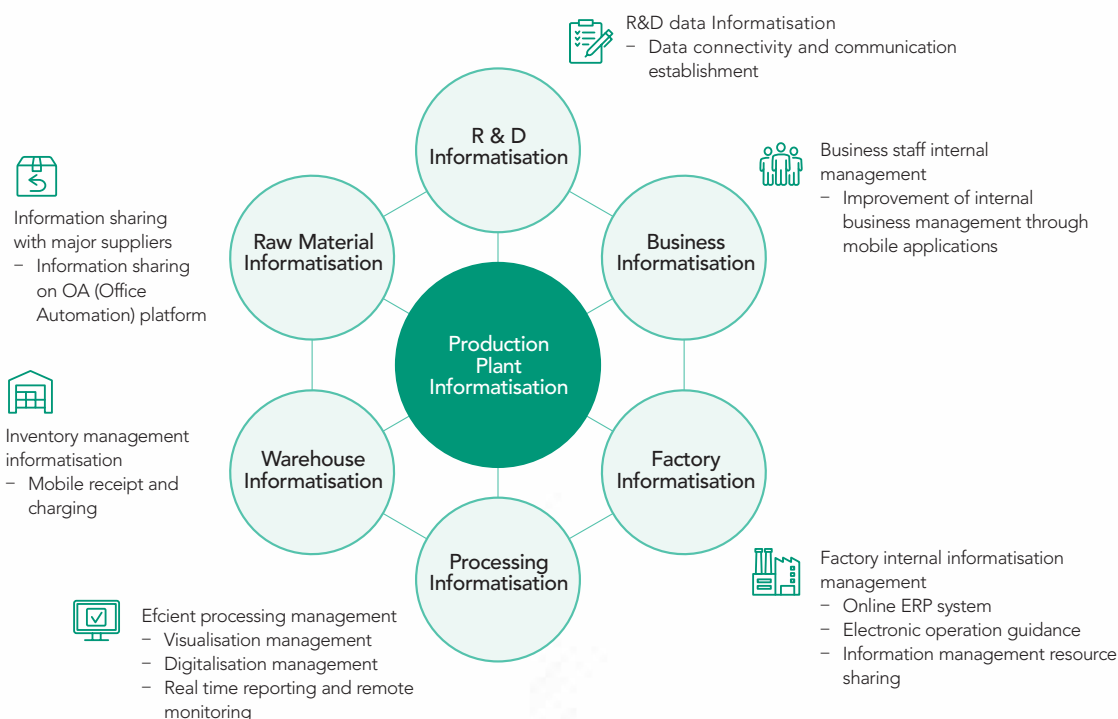 R&D data Informatisation
– Data connectivity and communication
establishment
R & D
Informatisation
Business staff internal
management
– Improvement of internal
business management through
mobile applications
Information sharing
with major suppliers
– Information sharing
on OA (Office
Automation) platform
Raw Material
Informatisation
Business
Informatisation
Production
Plant
Informatisation
Inventory management
informatisation
– Mobile receipt and
charging
Warehouse
Informatisation
Factory
Informatisation
Processing
Informatisation
Factory internal informatisation
management
– Online ERP system
– Electronic operation guidance
– Information management resource
sharing
Efcient processing management
– Visualisation management
– Digitalisation management
– Real time reporting and remote
monitoring